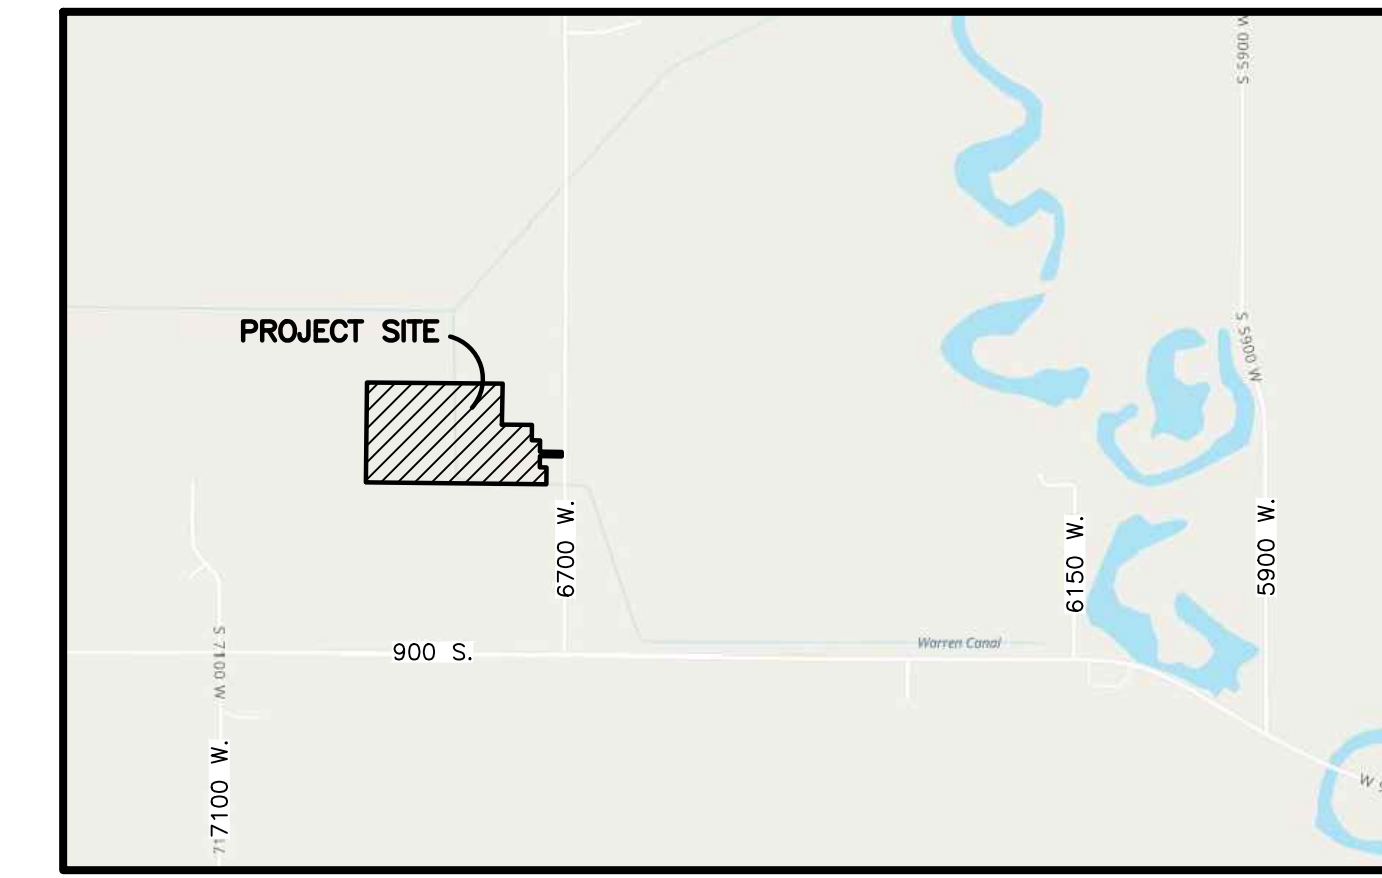 S 5900 W
PROJECT SITE
S 5900 W
6700 W.
6150 W.
5900 W.
900 S.
Warren Canal
S 7100 W
7100 W.